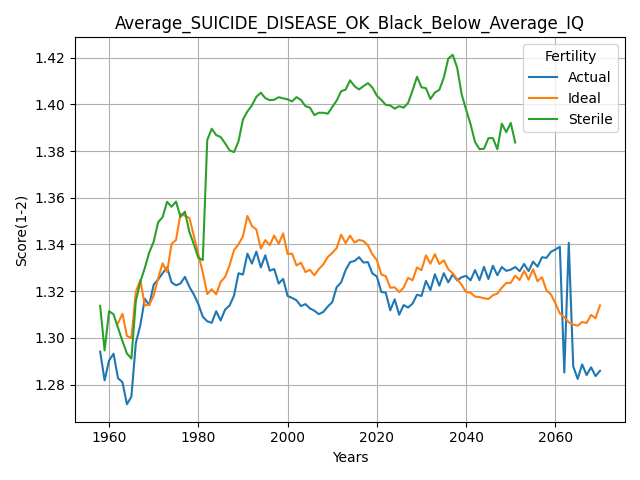 Average_SUICIDE_DISEASE_OK_Black_Below_Average_IQ
Fertility
Actual
Ideal
Sterile
Score(1-2)
1.42
1.40
1.38
1.36
1.34
1.32
1.30
1.28
1960 1980 2000 2020 2040 2060
Years